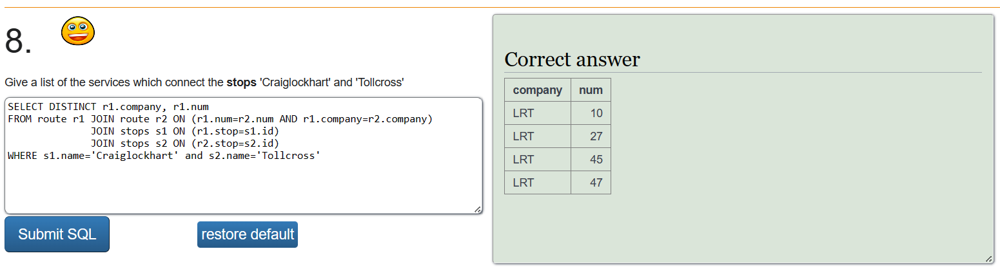 8.
Give a list of the services which connect the stops 'Craiglockhart' and 'Tollcross'
SELECT DISTINCT r1.company, r1.num
FROM route r1 JOIN route r2 ON (r1.num=r2.num AND r1.company=r2.company)
JOIN stops s1 ON (r1.stop=s1.id)
JOIN stops s2 ON (r2.stop=s2.id)
WHERE s1.name='Craiglockhart' and s2.name='Tollcross'
Submit SQL
restore default
Correct answer
company num
LRT 10
LRT 27
LRT 45
LRT 47